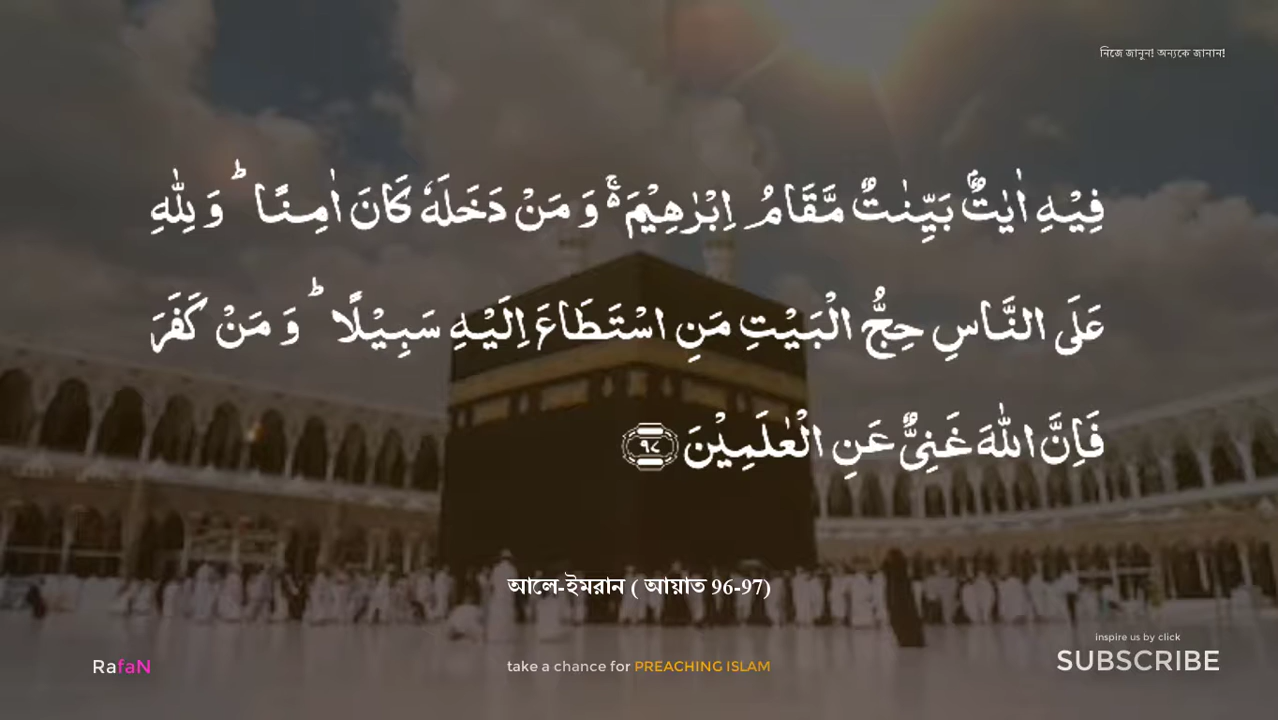 নিজে জানুন! অন্যকে জানান!
فِيْهِ اٰيٰتٌۢ بَيِّنٰتٌ مَّقَامُ اِبْرٰهِيْمَ ۚ۬ وَ مَنْ دَخَلَهٗ كَانَ اٰمِنًا ؕ وَ لِلّٰهِ
عَلَى النَّاسِ حِجُّ الْبَيْتِ مَنِ اسْتَطَاعَ اِلَيْهِ سَبِيْلًا ؕ وَ مَنْ كَفَرَ
فَاِنَّ اللّٰهَ غَنِيٌّ عَنِ الْعٰلَمِيْنَ ۹۸
আলে-ইমরান ( আয়াত 96-97)
inspire us by click
SUBSCRIBE
RafaN
take a chance for PREACHING ISLAM